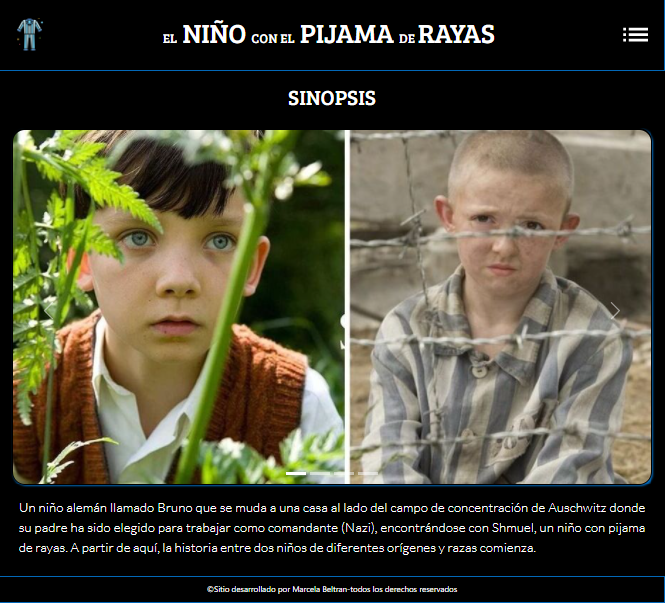 EL NIÑO CON EL PIJAMA DE RAYAS
SINOPSIS
Un niño alemán llamado Bruno que se muda a una casa al lado del campo de concentración de Auschwitz donde
su padre ha sido elegido para trabajar como comandante (Nazi), encontrándose con Shmuel, un niño con pijama
de rayas. A partir de aquí, la historia entre dos niños de diferentes orígenes y razas comienza.
©Sitio desarrollado por Marcela Beltran-todos los derechos reservados